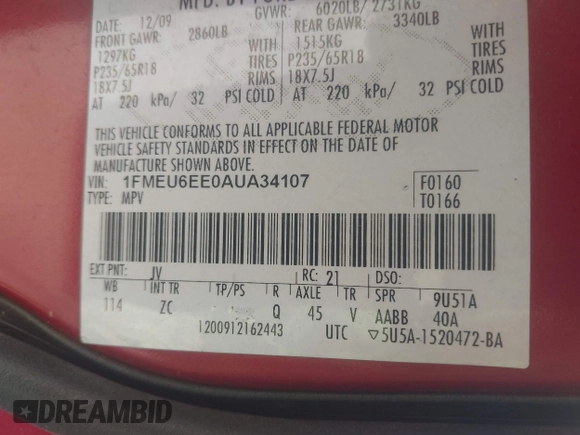 MFD. BY FORD
DATE: 12/09 GVWR: 6020LB/ 2731KG
FRONT GAWR: 2860LB REAR GAWR: 3340LB
1297KG 1515KG
P235/65R18 TIRES P235/65R18 TIRES
18X7.5J RIMS 18X7.5J RIMS
AT 220 kPa/ 32 PSI COLD AT 220 kPa/ 32 PSI COLD
THIS VEHICLE CONFORMS TO ALL APPLICABLE FEDERAL MOTOR
VEHICLE SAFETY STANDARDS IN EFFECT ON THE DATE OF
MANUFACTURE SHOWN ABOVE.
VIN: 1FMEU6EE0AUA34107 F0160
TYPE: MPV T0166
EXT PNT: JV RC: 21 DSO:
WB INT TR TP/PS R AXLE TR SPR 9U51A
114 ZC Q 45 V AABB 40A
1200912162443 UTC ▽5U5A-1520472-BA
DREAMBID